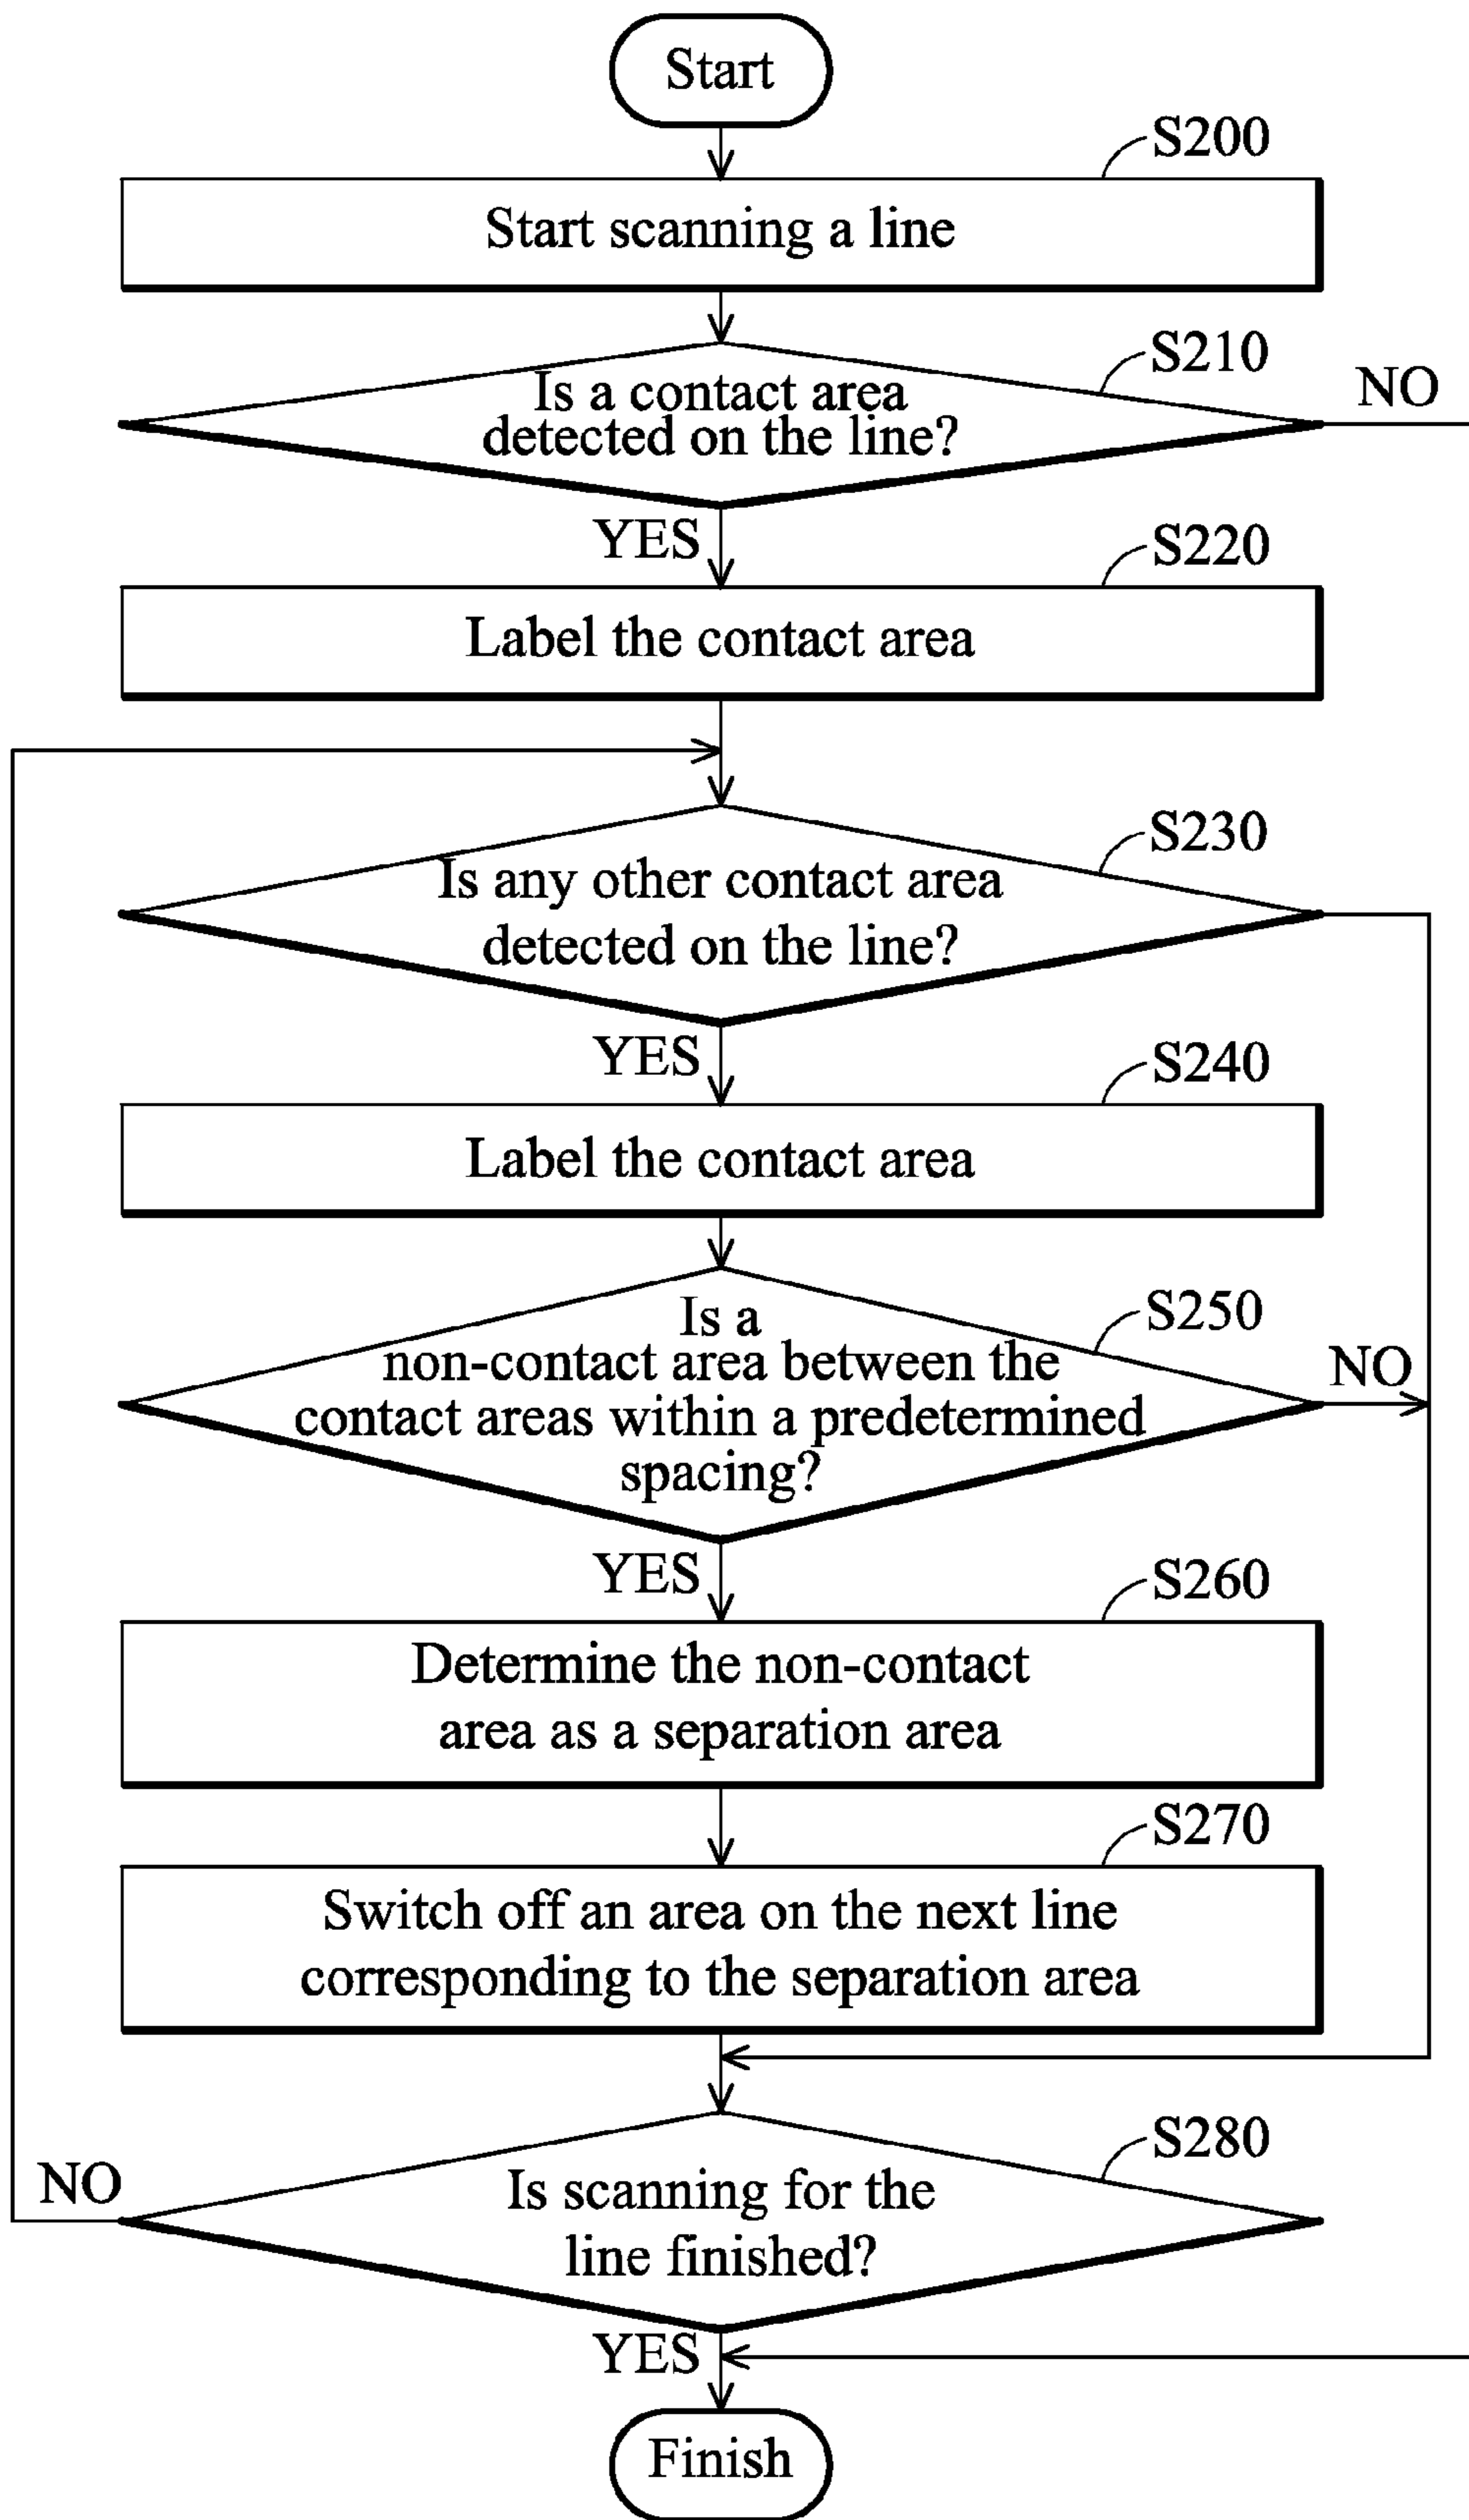 Start
S200
Start scanning a line
S210
Is a contact area
detected on the line?
NO
YES
S220
Label the contact area
S230
Is any other contact area
detected on the line?
YES
S240
Label the contact area
S250
Is a
non-contact area between the
contact areas within a predetermined
spacing?
NO
YES
S260
Determine the non-contact
area as a separation area
S270
Switch off an area on the next line
corresponding to the separation area
S280
NO
Is scanning for the
line finished?
YES
Finish